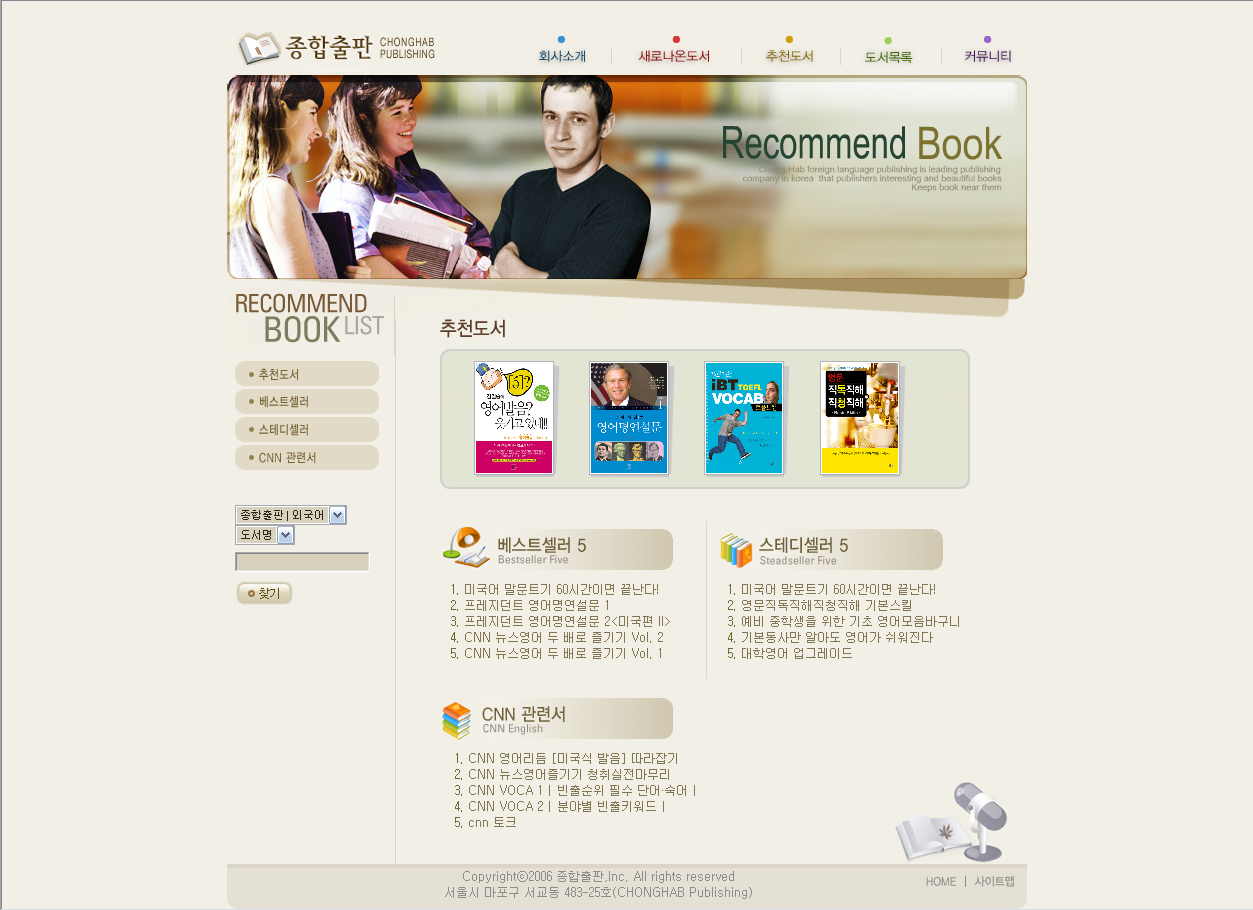 종합출판 CHONGHAB PUBLISHING
회사소개 새로나온도서 추천도서 도서목록 커뮤니티
Recommend Book
Chong-Hab foreign language publishing is leading publishing
company in korea that publishers interesting and beautiful books
Keeps book near them
RECOMMEND
BOOK LIST
추천도서
베스트셀러
스테디셀러
CNN 관련서
종합출판 | 외국어
도서명
찾기
추천도서
영어발음?
웃기고 있네!!
영어명연설문
iBT TOEFL
VOCAB
영문
직독직해
직청직해
베스트셀러 5
Bestseller Five
1. 미국어 말문트기 60시간이면 끝난다!
2. 프레지던트 영어명연설문 1
3. 프레지던트 영어명연설문 2<미국편 II>
4. CNN 뉴스영어 두 배로 즐기기 Vol. 2
5. CNN 뉴스영어 두 배로 즐기기 Vol. 1
스테디셀러 5
Steadseller Five
1. 미국어 말문트기 60시간이면 끝난다!
2. 영문직독직해직청직해 기본스킬
3. 예비 중학생을 위한 기초 영어모음바구니
4. 기본동사만 알아도 영어가 쉬워진다
5. 대학영어 업그레이드
CNN 관련서
CNN English
1. CNN 영어리듬 [미국식 발음] 따라잡기
2. CNN 뉴스영어즐기기 청취실전마무리
3. CNN VOCA 1 | 빈출순위 필수 단어·숙어 |
4. CNN VOCA 2 | 분야별 빈출키워드 |
5. cnn 토크
Copyrightⓒ2006 종합출판,Inc, All rights reserved
서울시 마포구 서교동 483-25호(CHONGHAB Publishing)
HOME | 사이트맵